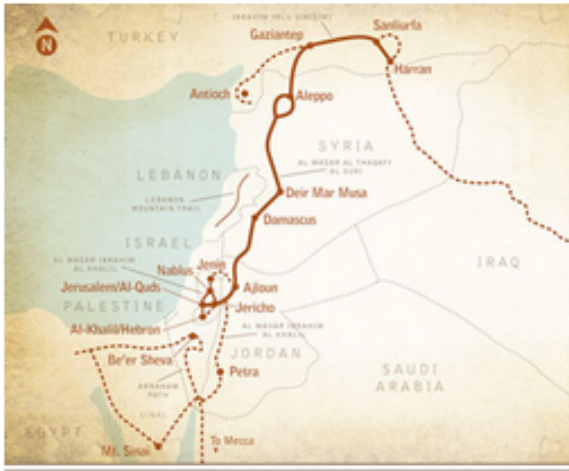 IBRAHIM YOLU GIRISIMI
TURKEY
Gaziantep
Sanliurfa
N
Harran
Antioch
Aleppo
SYRIA
AL MASAR AL THAQAFI
AL SURI
LEBANON
LEBANON
MOUNTAIN TRAIL
Deir Mar Musa
Damascus
ISRAEL
IRAQ
AL MASAR IBRAHIM
AL KHALIL
Nablus
Jenin
Jerusalem/Al-Quds
Ajloun
PALESTINE
Jericho
Al-Khalil/Hebron
AL MASAR IBRAHIM
AL KHALIL
Be'er Sheva
JORDAN
Petra
SAUDI
ARABIA
ABRAHAM
PATH
SINAI
EGYPT
Mt. Sinai
To Mecca